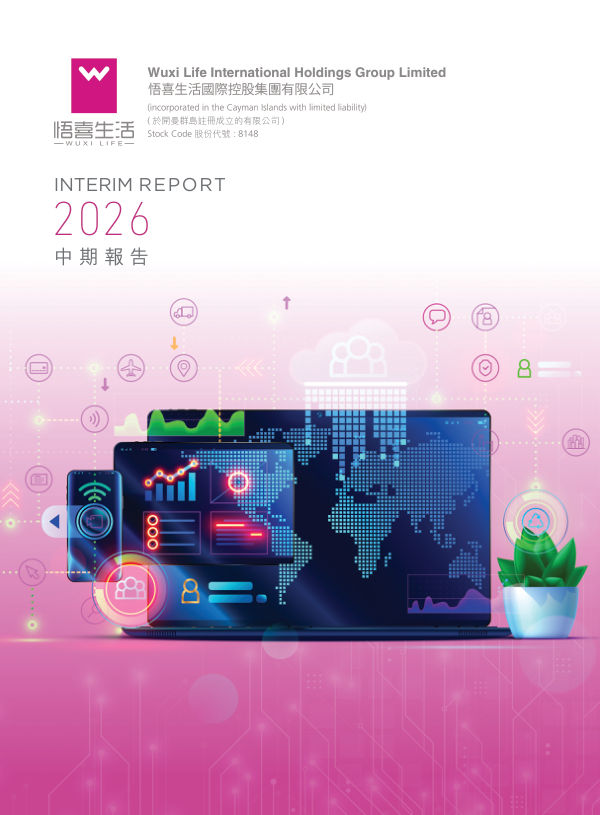 Wuxi Life International Holdings Group Limited
悟喜生活國際控股集團有限公司
(incorporated in the Cayman Islands with limited liability)
(於開曼群島註冊成立的有限公司)
Stock Code 股份代號 : 8148
悟喜生活
WUXI LIFE
INTERIM REPORT
2026
中期報告